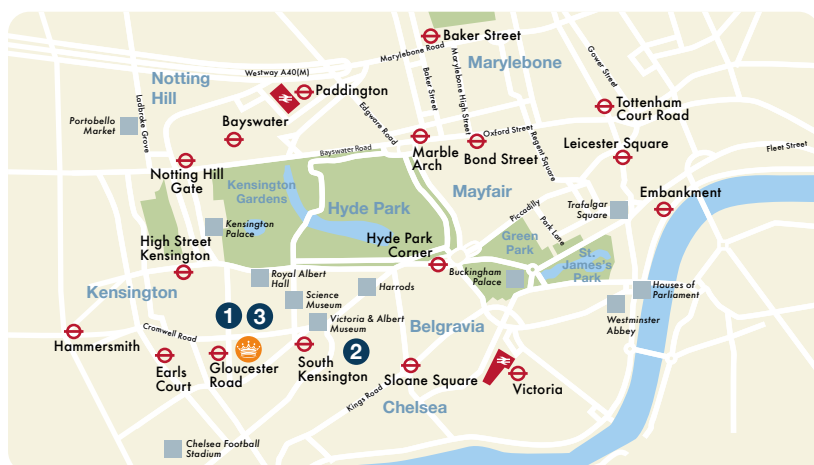 Baker Street
Marylebone Road
Marylebone
Notting
Hill
Westway A40(M)
Paddington
Baker Street
Marylebone High Street
Gower Street
Tottenham
Court Road
Portobello
Market
Ladbroke Grove
Bayswater
Edgware Road
Oxford Street
Regent Square
Leicester Square
Fleet Street
Bayswater Road
Marble
Arch
Bond Street
Notting Hill
Gate
Kensington
Gardens
Mayfair
Embankment
Hyde Park
Piccadilly
Park Lane
Trafalgar
Square
Kensington
Palace
High Street
Kensington
Hyde Park
Corner
Green
Park
St.
James's
Park
Buckingham
Palace
Royal Albert
Hall
Science
Museum
Harrods
Houses of
Parliament
Kensington
1
3
Victoria & Albert
Museum
Belgravia
Westminster
Abbey
Cromwell Road
Hammersmith
Earls
Court
Gloucester
Road
South
Kensington
2
Sloane Square
Victoria
Kings Road
Chelsea
Chelsea Football
Stadium